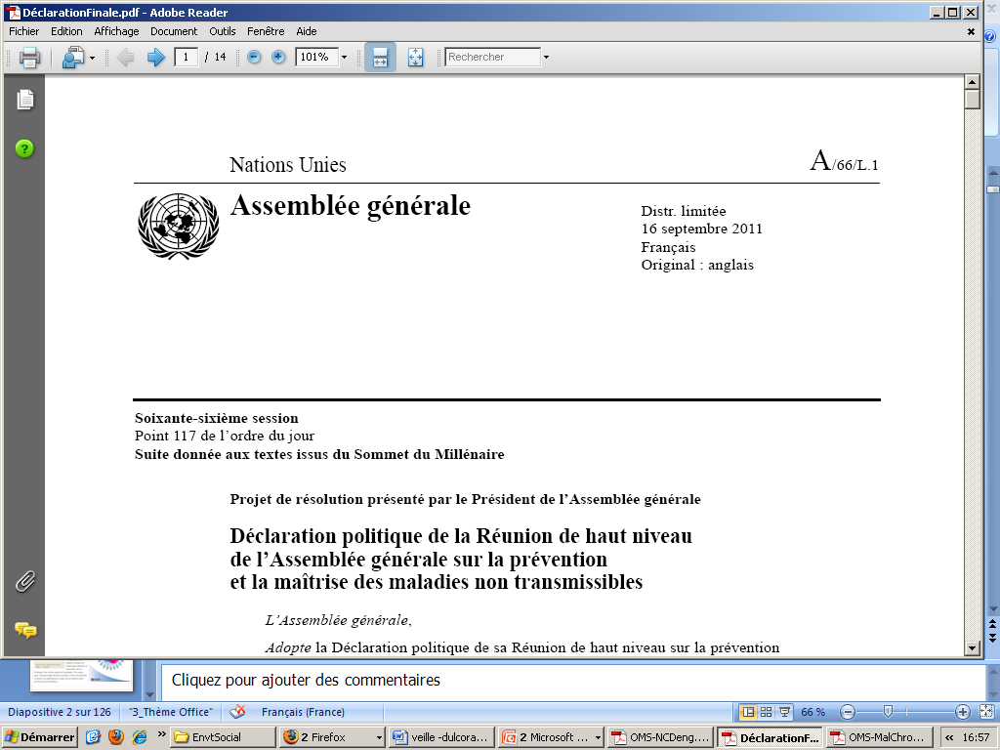 DéclarationFinale.pdf - Adobe Reader
Fichier Edition Affichage Document Outils Fenêtre Aide
1 / 14 101% Rechercher
Nations Unies A/66/L.1
Assemblée générale
Distr. limitée
16 septembre 2011
Français
Original : anglais
Soixante-sixième session
Point 117 de l'ordre du jour
Suite donnée aux textes issus du Sommet du Millénaire
Projet de résolution présenté par le Président de l'Assemblée générale
Déclaration politique de la Réunion de haut niveau
de l'Assemblée générale sur la prévention
et la maîtrise des maladies non transmissibles
L'Assemblée générale,
Adopte la Déclaration politique de sa Réunion de haut niveau sur la prévention
Cliquez pour ajouter des commentaires
Diapositive 2 sur 126 "3_Thème Office" Français (France) 66 %
Démarrer » EnvtSocial 2 Firefox veille -dulcora... 2 Microsoft ... OMS-NCDeng.... DéclarationF... OMS-MalChro... « 16:57